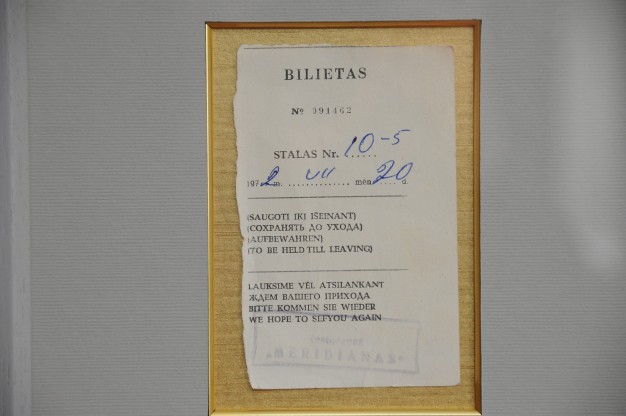 BILIETAS
Nº 091462
STALAS Nr. 10-5
1972 m. VII mėn. 20 d.
(SAUGOTI IKI IŠEINANT)
(СОХРАНЯТЬ ДО УХОДА)
(AUFBEWAHREN)
(TO BE HELD TILL LEAVING)
LAUKSIME VĖL ATSILANKANT
ЖДЕМ ВАШЕГО ПРИХОДА
BITTE KOMMEN SIE WIEDER
WE HOPE TO SEFYOU AGAIN
"MERIDIANAS"